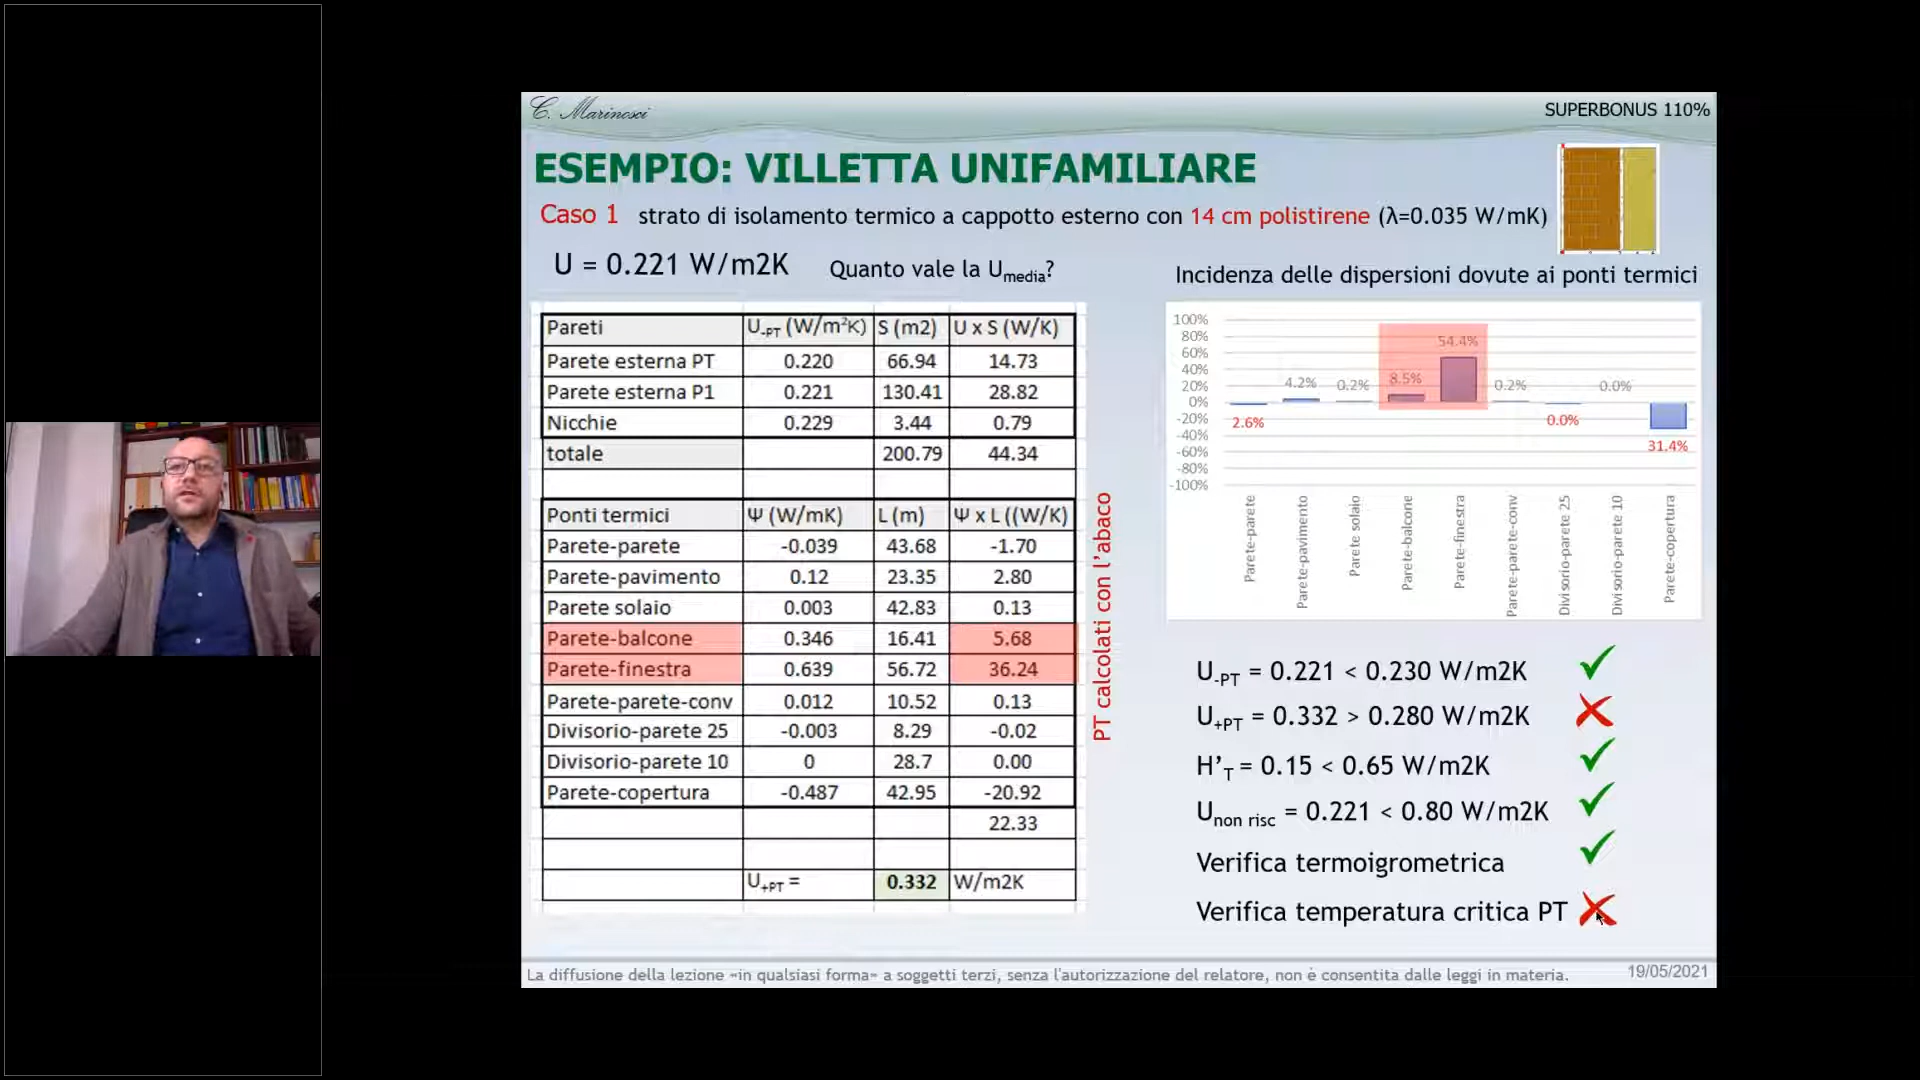 C. Marinosci
SUPERBONUS 110%
ESEMPIO: VILLETTA UNIFAMILIARE
Caso 1 strato di isolamento termico a cappotto esterno con 14 cm polistirene (λ=0.035 W/mK)
U = 0.221 W/m2K
Quanto vale la Umedia?
Pareti U-PT (W/m²K) S (m2) U x S (W/K)
Parete esterna PT 0.220 66.94 14.73
Parete esterna P1 0.221 130.41 28.82
Nicchie 0.229 3.44 0.79
totale 200.79 44.34
Ponti termici Ψ (W/mK) L (m) Ψ x L ((W/K)
Parete-parete -0.039 43.68 -1.70
Parete-pavimento 0.12 23.35 2.80
Parete solaio 0.003 42.83 0.13
Parete-balcone 0.346 16.41 5.68
Parete-finestra 0.639 56.72 36.24
Parete-parete-conv 0.012 10.52 0.13
Divisorio-parete 25 -0.003 8.29 -0.02
Divisorio-parete 10 0 28.7 0.00
Parete-copertura -0.487 42.95 -20.92
22.33
U+PT = 0.332 W/m2K
PT calcolati con l'abaco
Incidenza delle dispersioni dovute ai ponti termici
100%
80%
60%
40%
20%
0%
-20%
-40%
-60%
-80%
-100%
2.6%
4.2%
0.2%
8.5%
54.4%
0.2%
0.0%
0.0%
31.4%
Parete-parete
Parete-pavimento
Parete solaio
Parete-balcone
Parete-finestra
Parete-parete-conv
Divisorio-parete 25
Divisorio-parete 10
Parete-copertura
U-PT = 0.221 < 0.230 W/m2K
U+PT = 0.332 > 0.280 W/m2K
H'T = 0.15 < 0.65 W/m2K
Unon risc = 0.221 < 0.80 W/m2K
Verifica termoigrometrica
Verifica temperatura critica PT
La diffusione della lezione «in qualsiasi forma» a soggetti terzi, senza l'autorizzazione del relatore, non è consentita dalle leggi in materia.
19/05/2021